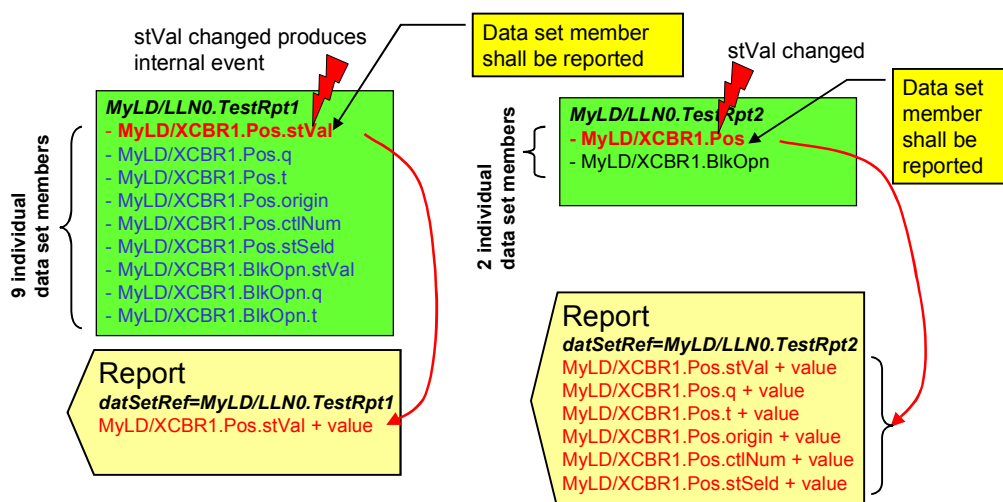 stVal changed produces
internal event
Data set member
shall be reported
MyLD/LLN0.TestRpt1
- MyLD/XCBR1.Pos.stVal
- MyLD/XCBR1.Pos.q
- MyLD/XCBR1.Pos.t
- MyLD/XCBR1.Pos.origin
- MyLD/XCBR1.Pos.ctlNum
- MyLD/XCBR1.Pos.stSeld
- MyLD/XCBR1.BlkOpn.stVal
- MyLD/XCBR1.BlkOpn.q
- MyLD/XCBR1.BlkOpn.t
9 individual
data set members
Report
datSetRef=MyLD/LLN0.TestRpt1
MyLD/XCBR1.Pos.stVal + value
stVal changed
Data set
member
shall be
reported
MyLD/LLN0.TestRpt2
- MyLD/XCBR1.Pos
- MyLD/XCBR1.BlkOpn
2 individual
data set members
Report
datSetRef=MyLD/LLN0.TestRpt2
MyLD/XCBR1.Pos.stVal + value
MyLD/XCBR1.Pos.q + value
MyLD/XCBR1.Pos.t + value
MyLD/XCBR1.Pos.origin + value
MyLD/XCBR1.Pos.ctlNum + value
MyLD/XCBR1.Pos.stSeld + value